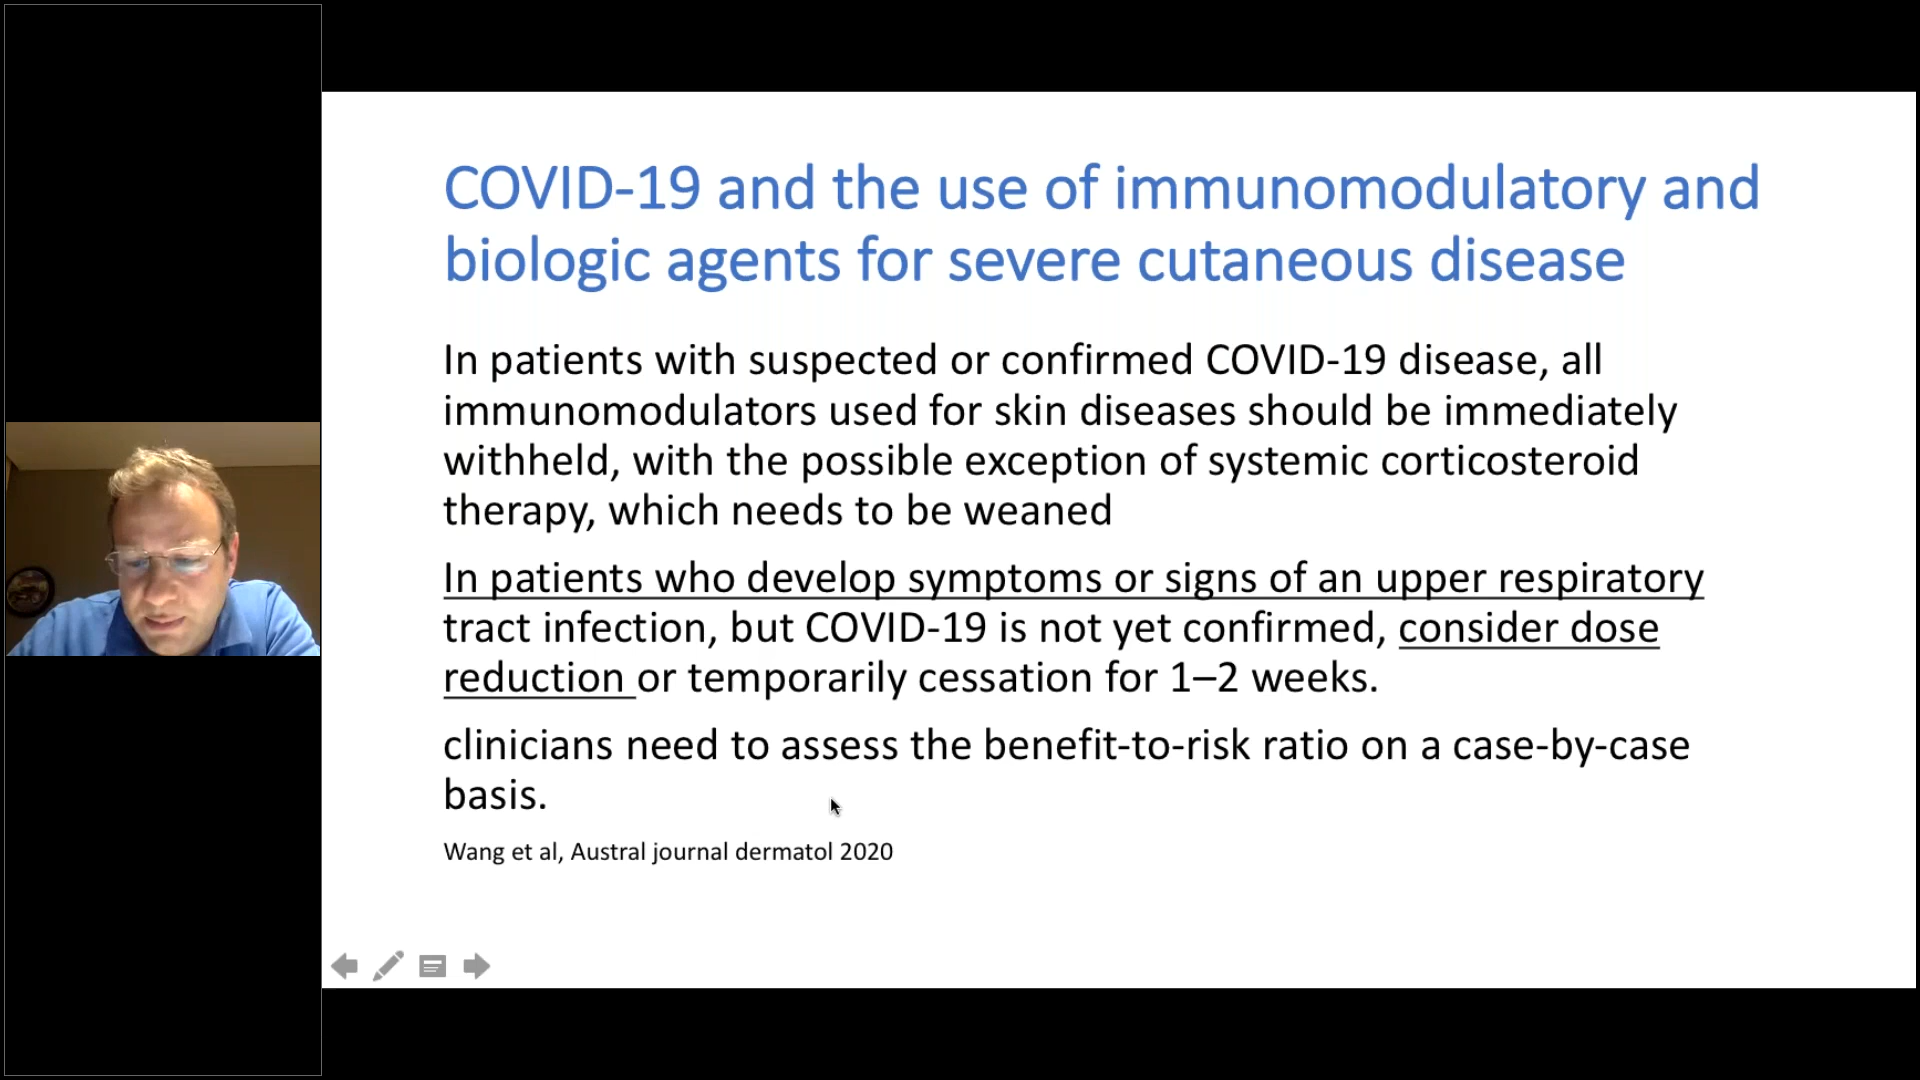 COVID-19 and the use of immunomodulatory and
biologic agents for severe cutaneous disease
In patients with suspected or confirmed COVID-19 disease, all
immunomodulators used for skin diseases should be immediately
withheld, with the possible exception of systemic corticosteroid
therapy, which needs to be weaned
In patients who develop symptoms or signs of an upper respiratory
tract infection, but COVID-19 is not yet confirmed, consider dose
reduction or temporarily cessation for 1–2 weeks.
clinicians need to assess the benefit-to-risk ratio on a case-by-case
basis.
Wang et al, Austral journal dermatol 2020